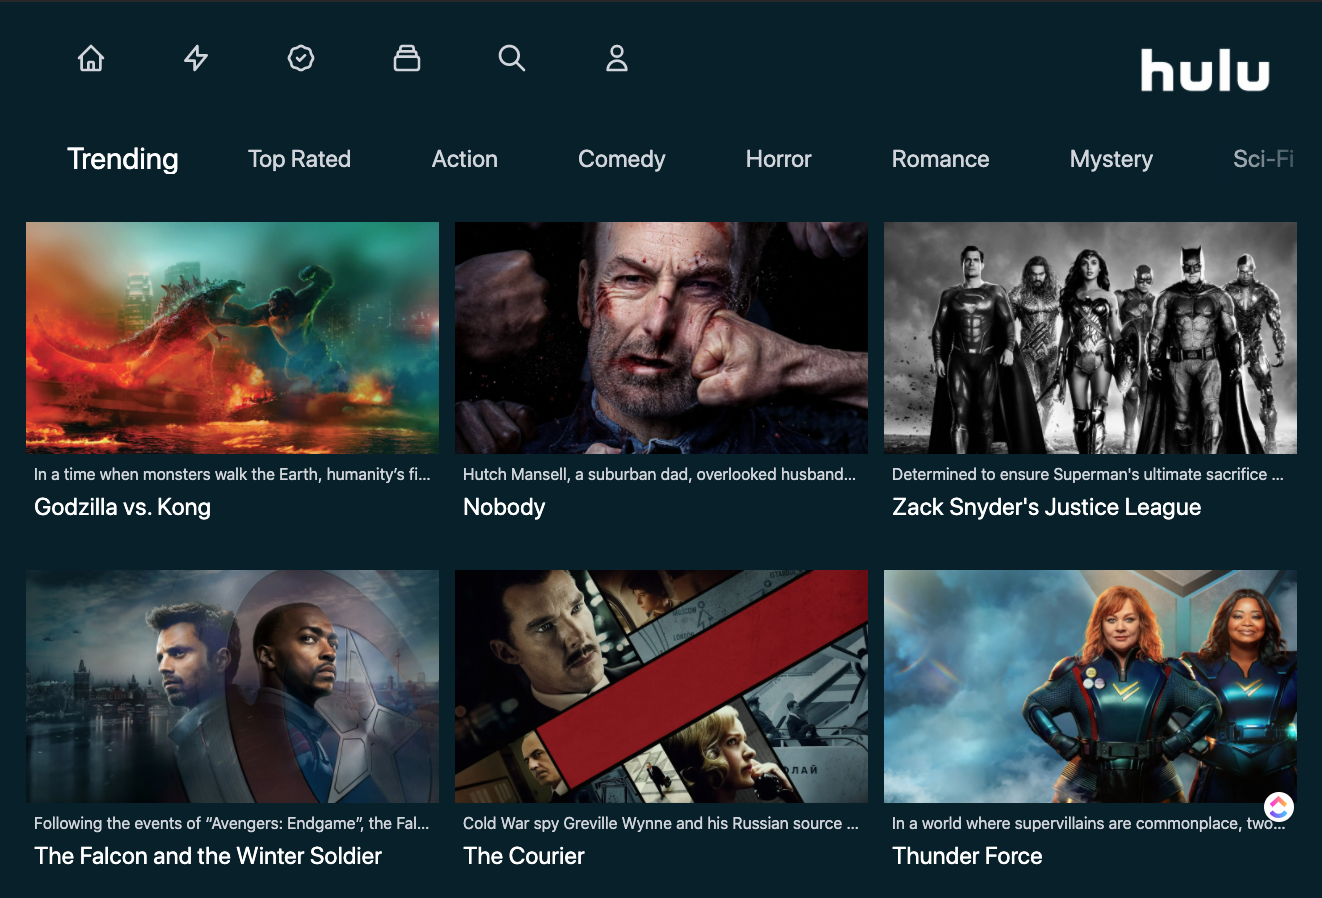 hulu
Trending Top Rated Action Comedy Horror Romance Mystery Sci-Fi
In a time when monsters walk the Earth, humanity’s fi...
Godzilla vs. Kong
Hutch Mansell, a suburban dad, overlooked husband...
Nobody
Determined to ensure Superman's ultimate sacrifice ...
Zack Snyder's Justice League
MOSCOW
LONDON
ОЛАЙ
Following the events of “Avengers: Endgame”, the Fal...
The Falcon and the Winter Soldier
Cold War spy Greville Wynne and his Russian source ...
The Courier
In a world where supervillains are commonplace, two...
Thunder Force